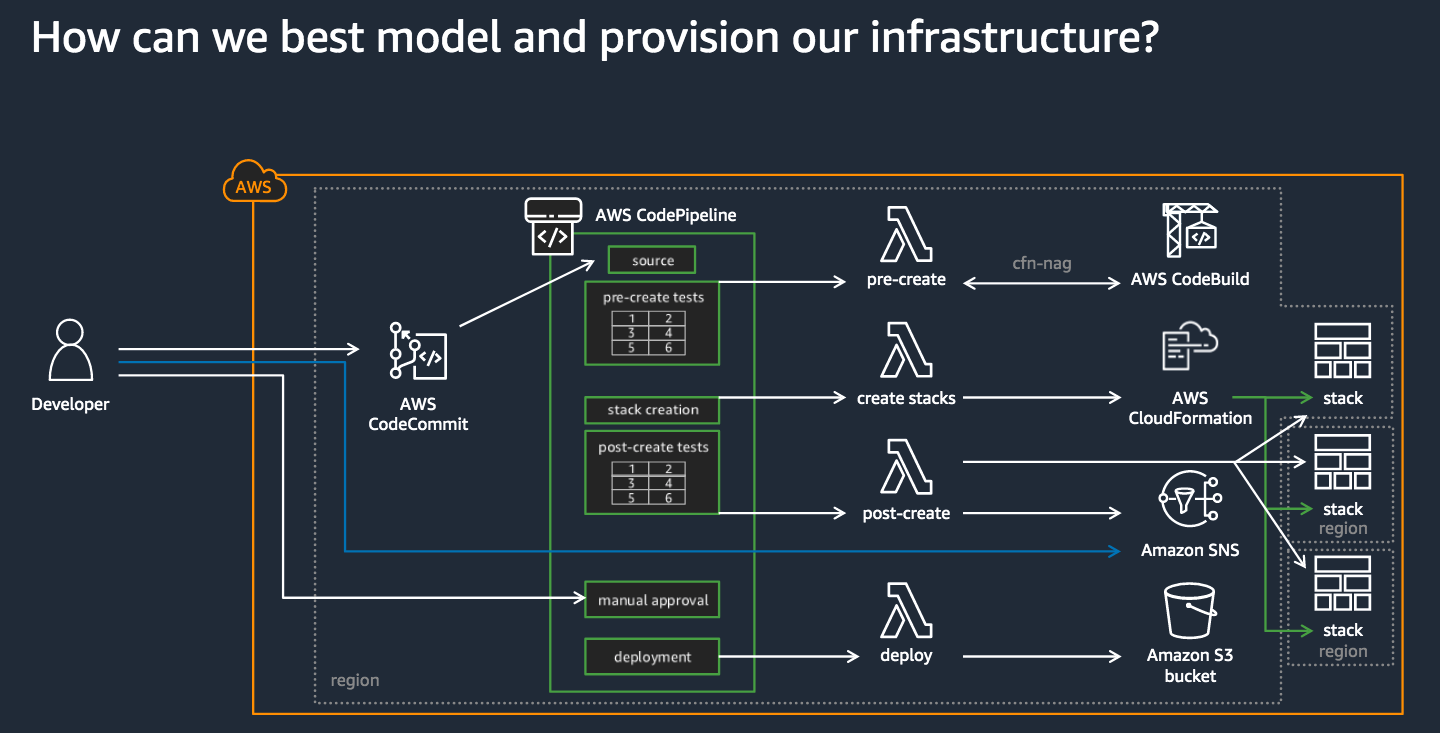 How can we best model and provision our infrastructure?
AWS
AWS CodePipeline
source
pre-create tests
1 2
3 4
5 6
stack creation
post-create tests
1 2
3 4
5 6
manual approval
deployment
Developer
AWS
CodeCommit
pre-create
cfn-nag
AWS CodeBuild
create stacks
AWS
CloudFormation
stack
post-create
Amazon SNS
stack
region
deploy
Amazon S3
bucket
stack
region
region